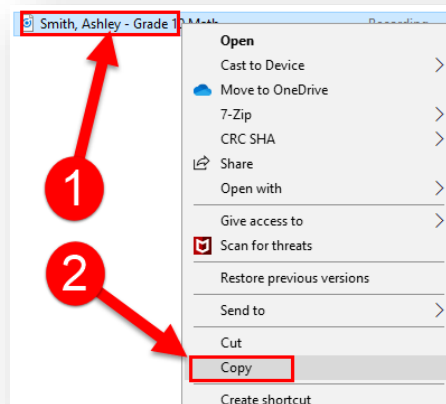 Smith, Ashley - Grade 10 Math
Open
Cast to Device
Move to OneDrive
7-Zip
CRC SHA
Share
Open with
1
Give access to
Scan for threats
Restore previous versions
2
Send to
Cut
Copy
Create shortcut